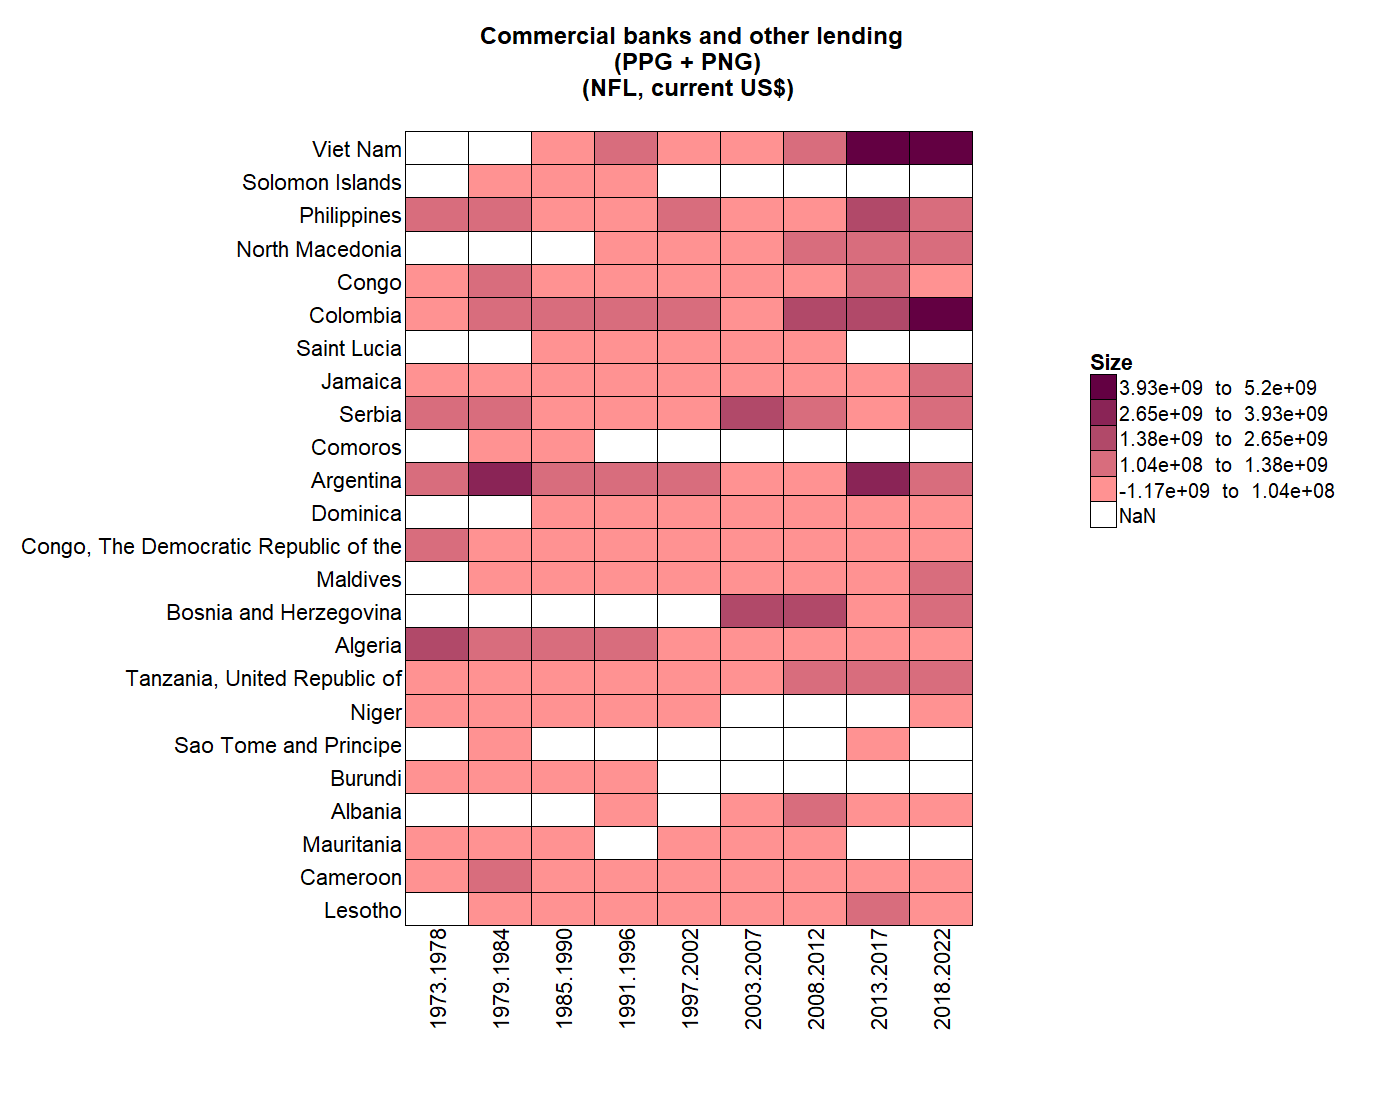 Commercial banks and other lending
(PPG + PNG)
(NFL, current US$)
Viet Nam
Solomon Islands
Philippines
North Macedonia
Congo
Colombia
Saint Lucia
Jamaica
Serbia
Comoros
Argentina
Dominica
Congo, The Democratic Republic of the
Maldives
Bosnia and Herzegovina
Algeria
Tanzania, United Republic of
Niger
Sao Tome and Principe
Burundi
Albania
Mauritania
Cameroon
Lesotho
1973.1978
1979.1984
1985.1990
1991.1996
1997.2002
2003.2007
2008.2012
2013.2017
2018.2022
Size
3.93e+09 to 5.2e+09
2.65e+09 to 3.93e+09
1.38e+09 to 2.65e+09
1.04e+08 to 1.38e+09
-1.17e+09 to 1.04e+08
NaN